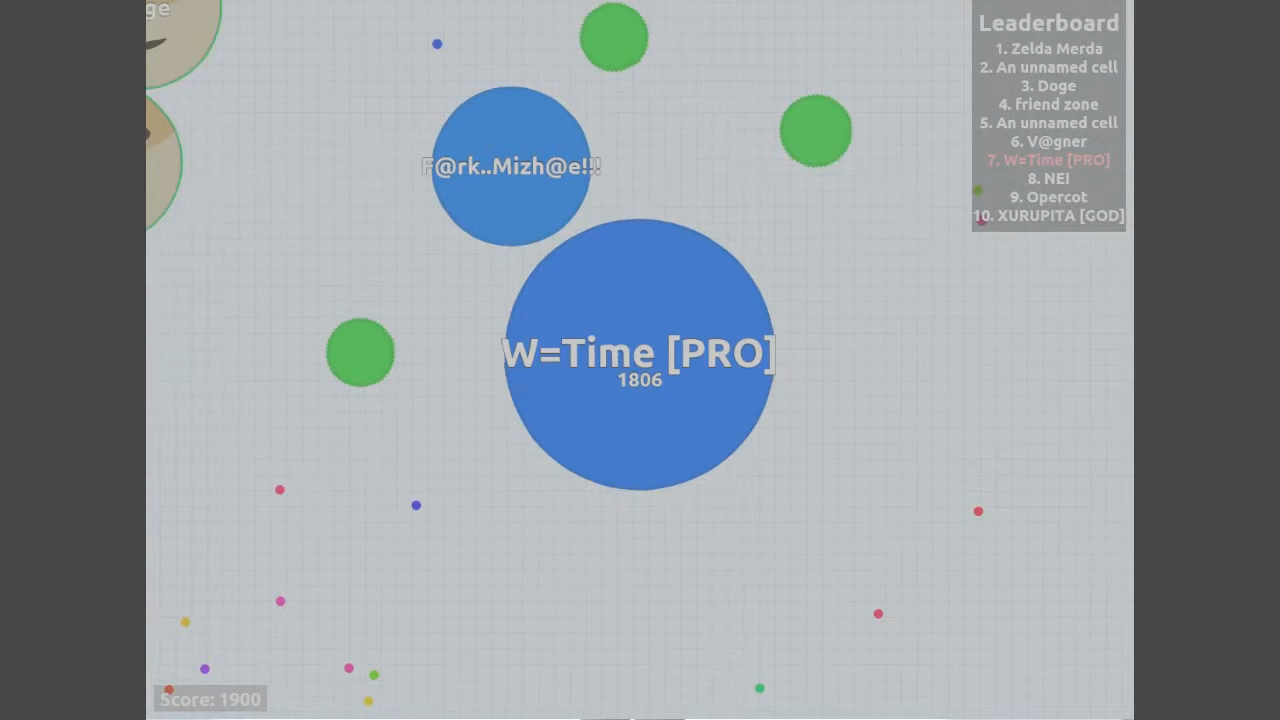 ge
Leaderboard
1. Zelda Merda
2. An unnamed cell
3. Doge
4. friend zone
5. An unnamed cell
6. V@gner
7. W=Time [PRO]
8. NEI
9. Opercot
10. XURUPITA [GOD]
F@rk..Mizh@e!!!
W=Time [PRO]
1806
Score: 1900